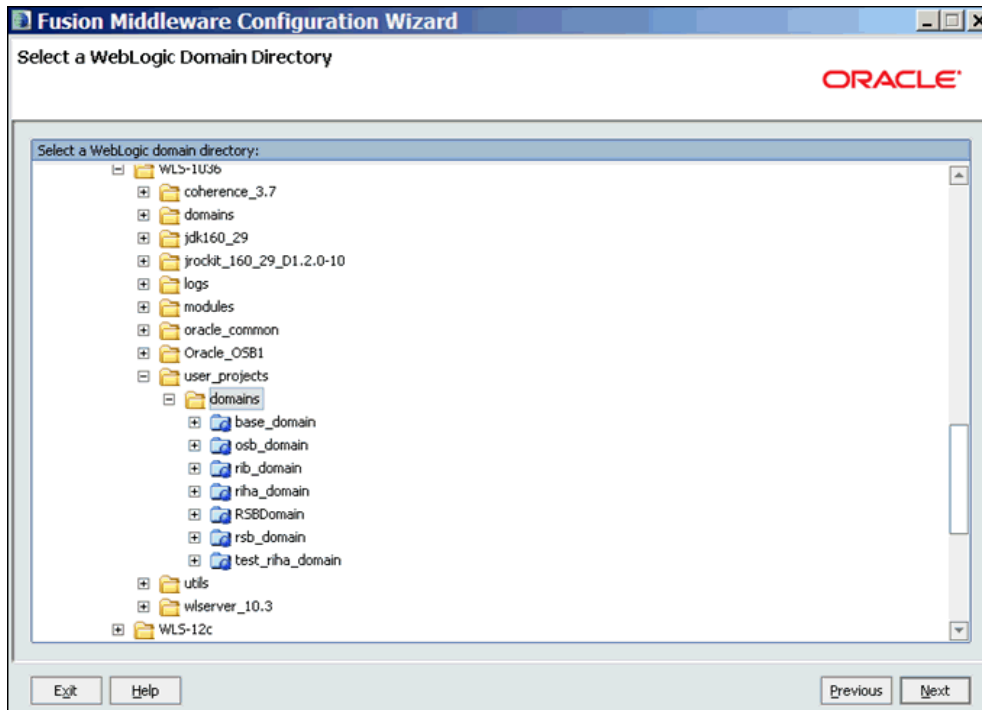 Fusion Middleware Configuration Wizard
Select a WebLogic Domain Directory
ORACLE
Select a WebLogic domain directory:
WLS-1036
coherence_3.7
domains
jdk160_29
jrockit_160_29_D1.2.0-10
logs
modules
oracle_common
Oracle_OSB1
user_projects
domains
base_domain
osb_domain
rib_domain
riha_domain
RSBDomain
rsb_domain
test_riha_domain
utils
wlserver_10.3
WLS-12c
Exit Help Previous Next